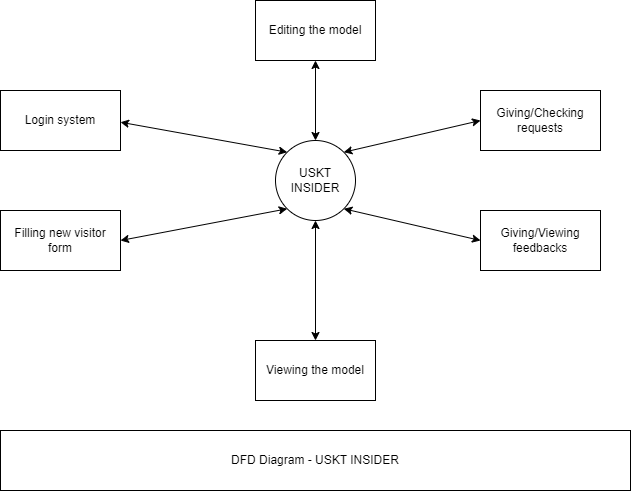 Editing the model
Login system
Giving/Checking
requests
USKT
INSIDER
Filling new visitor
form
Giving/Viewing
feedbacks
Viewing the model
DFD Diagram - USKT INSIDER